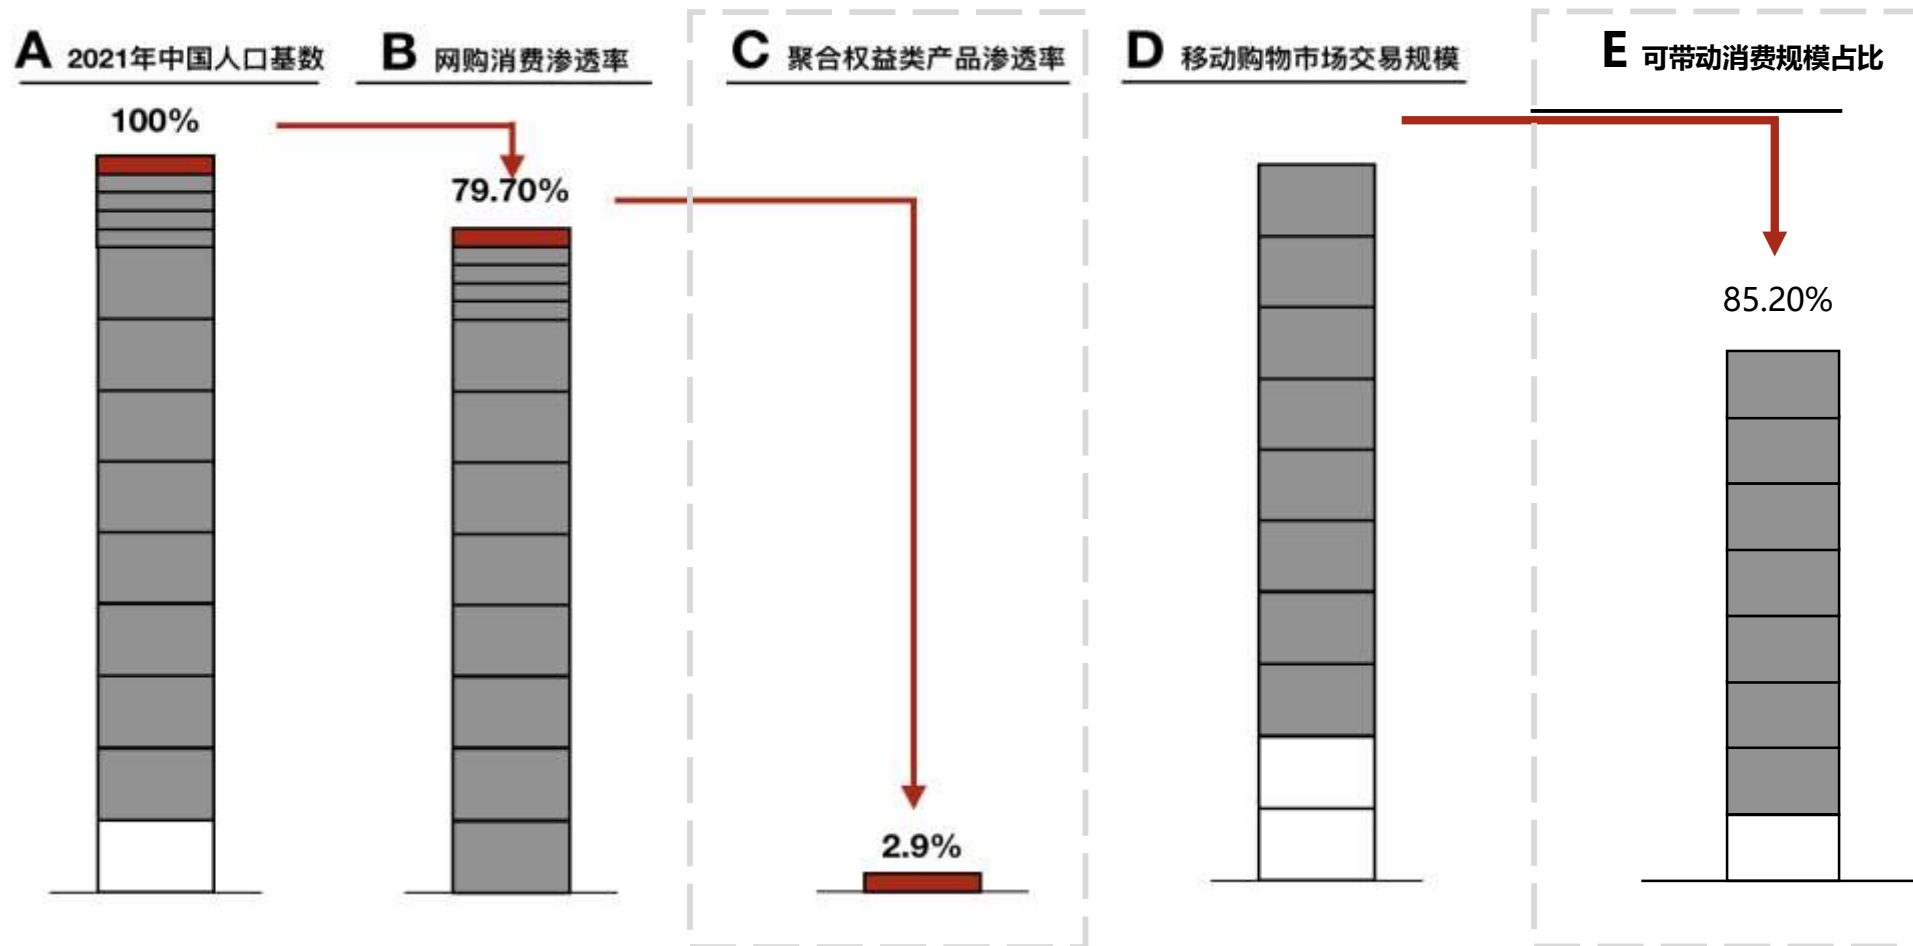 A 2021年中国人口基数
B 网购消费渗透率
C 聚合权益类产品渗透率
D 移动购物市场交易规模
E 可带动消费规模占比
100%
79.70%
2.9%
85.20%